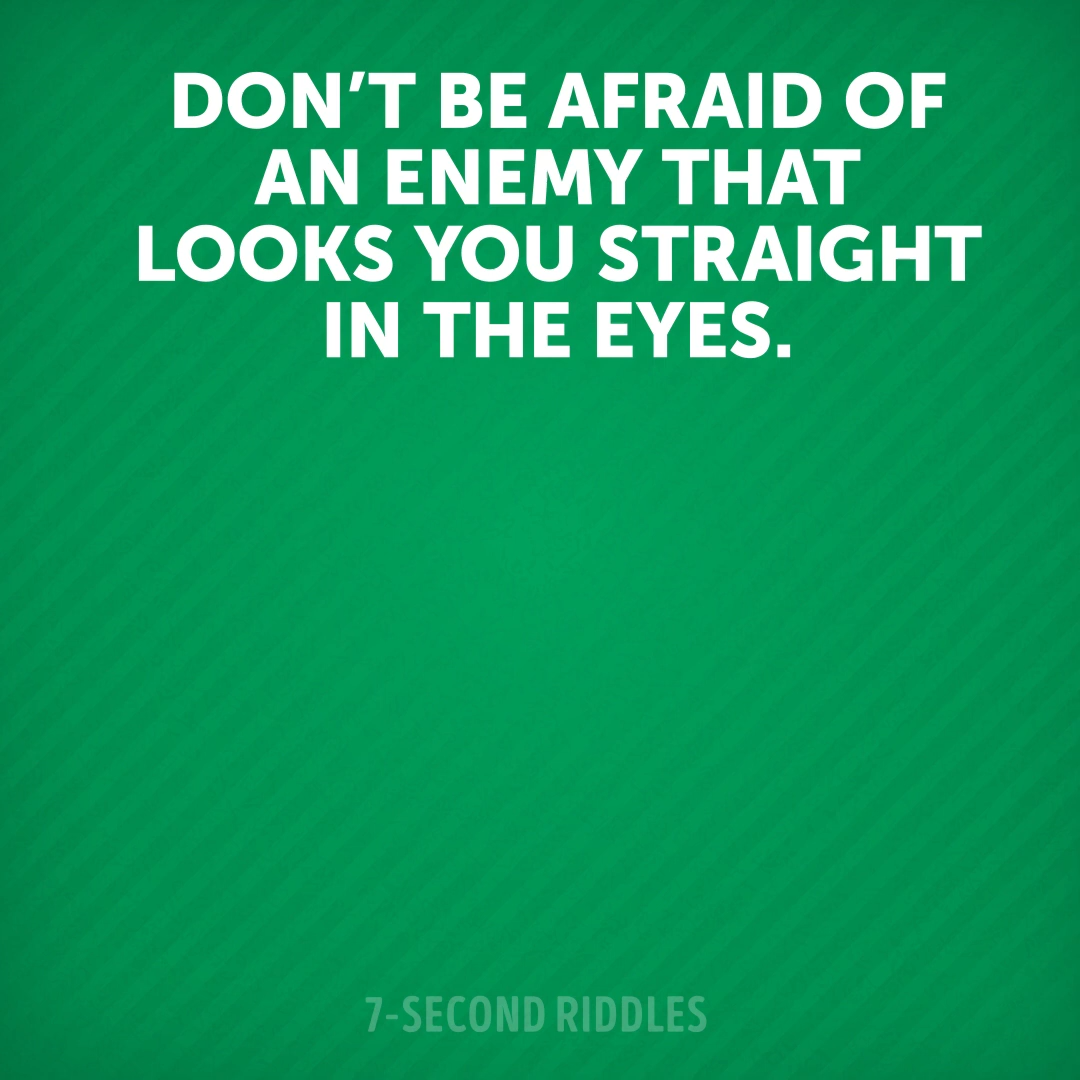 DON’T BE AFRAID OF
AN ENEMY THAT
LOOKS YOU STRAIGHT
IN THE EYES.
7-SECOND RIDDLES